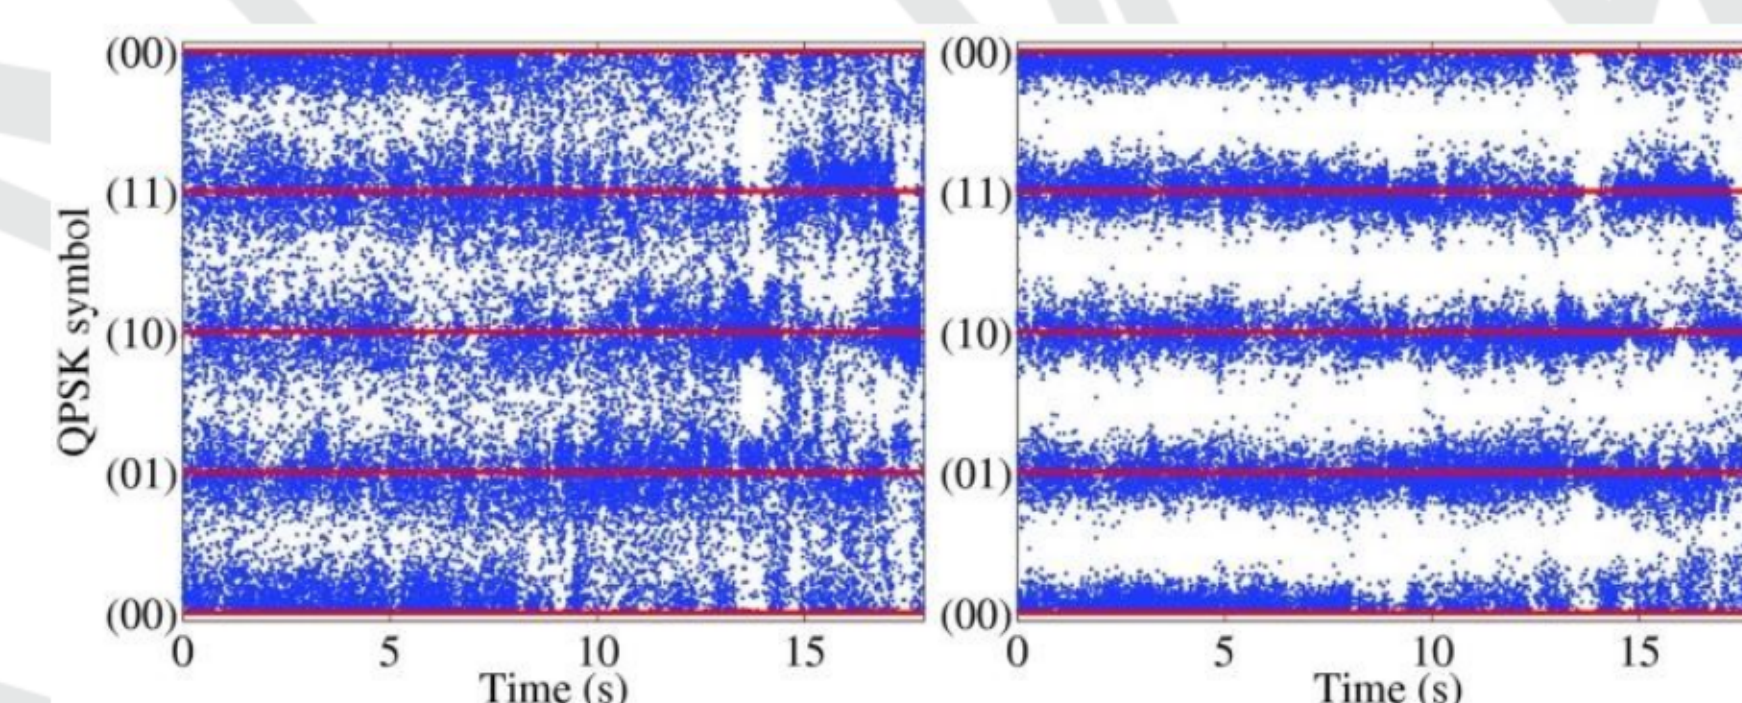 QPSK symbol
(00)
(11)
(10)
(01)
(00)
0 5 10 15
Time (s)
(00)
(11)
(10)
(01)
(00)
0 5 10 15
Time (s)